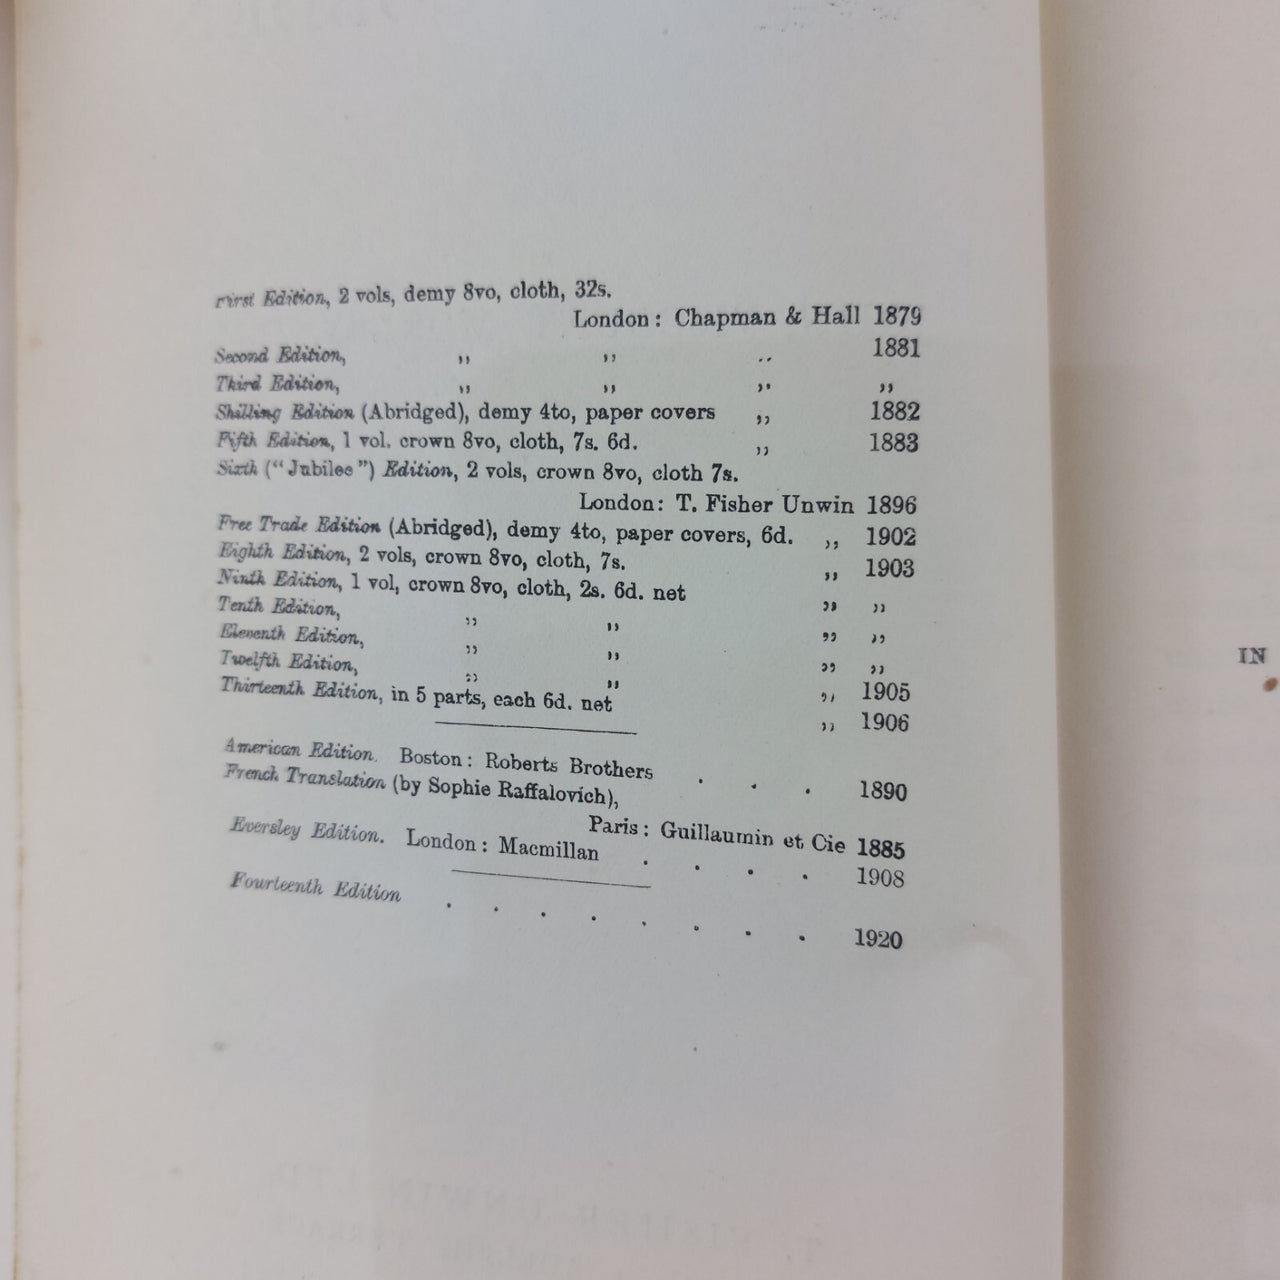 First Edition, 2 vols, demy 8vo, cloth, 32s.
London: Chapman & Hall 1879
Second Edition, ,, ,, ,, 1881
Third Edition, ,, ,, ,, ,,
Shilling Edition (Abridged), demy 4to, paper covers ,, 1882
Fifth Edition, 1 vol. crown 8vo, cloth, 7s. 6d. ,, 1883
Sixth ("Jubilee") Edition, 2 vols, crown 8vo, cloth 7s.
London: T. Fisher Unwin 1896
Free Trade Edition (Abridged), demy 4to, paper covers, 6d. ,, 1902
Eighth Edition, 2 vols, crown 8vo, cloth, 7s. ,, 1903
Ninth Edition, 1 vol, crown 8vo, cloth, 2s. 6d. net ,, ,,
Tenth Edition, ,, ,, ,, ,,
Eleventh Edition, ,, ,, ,, ,,
Twelfth Edition, ,, ,, ,, 1905
Thirteenth Edition, in 5 parts, each 6d. net ,, 1906
American Edition. Boston: Roberts Brothers . . . 1890
French Translation (by Sophie Raffalovich),
Paris: Guillaumin et Cie 1885
Eversley Edition. London: Macmillan . . . . 1908
Fourteenth Edition . . . . . . . . 1920
IN